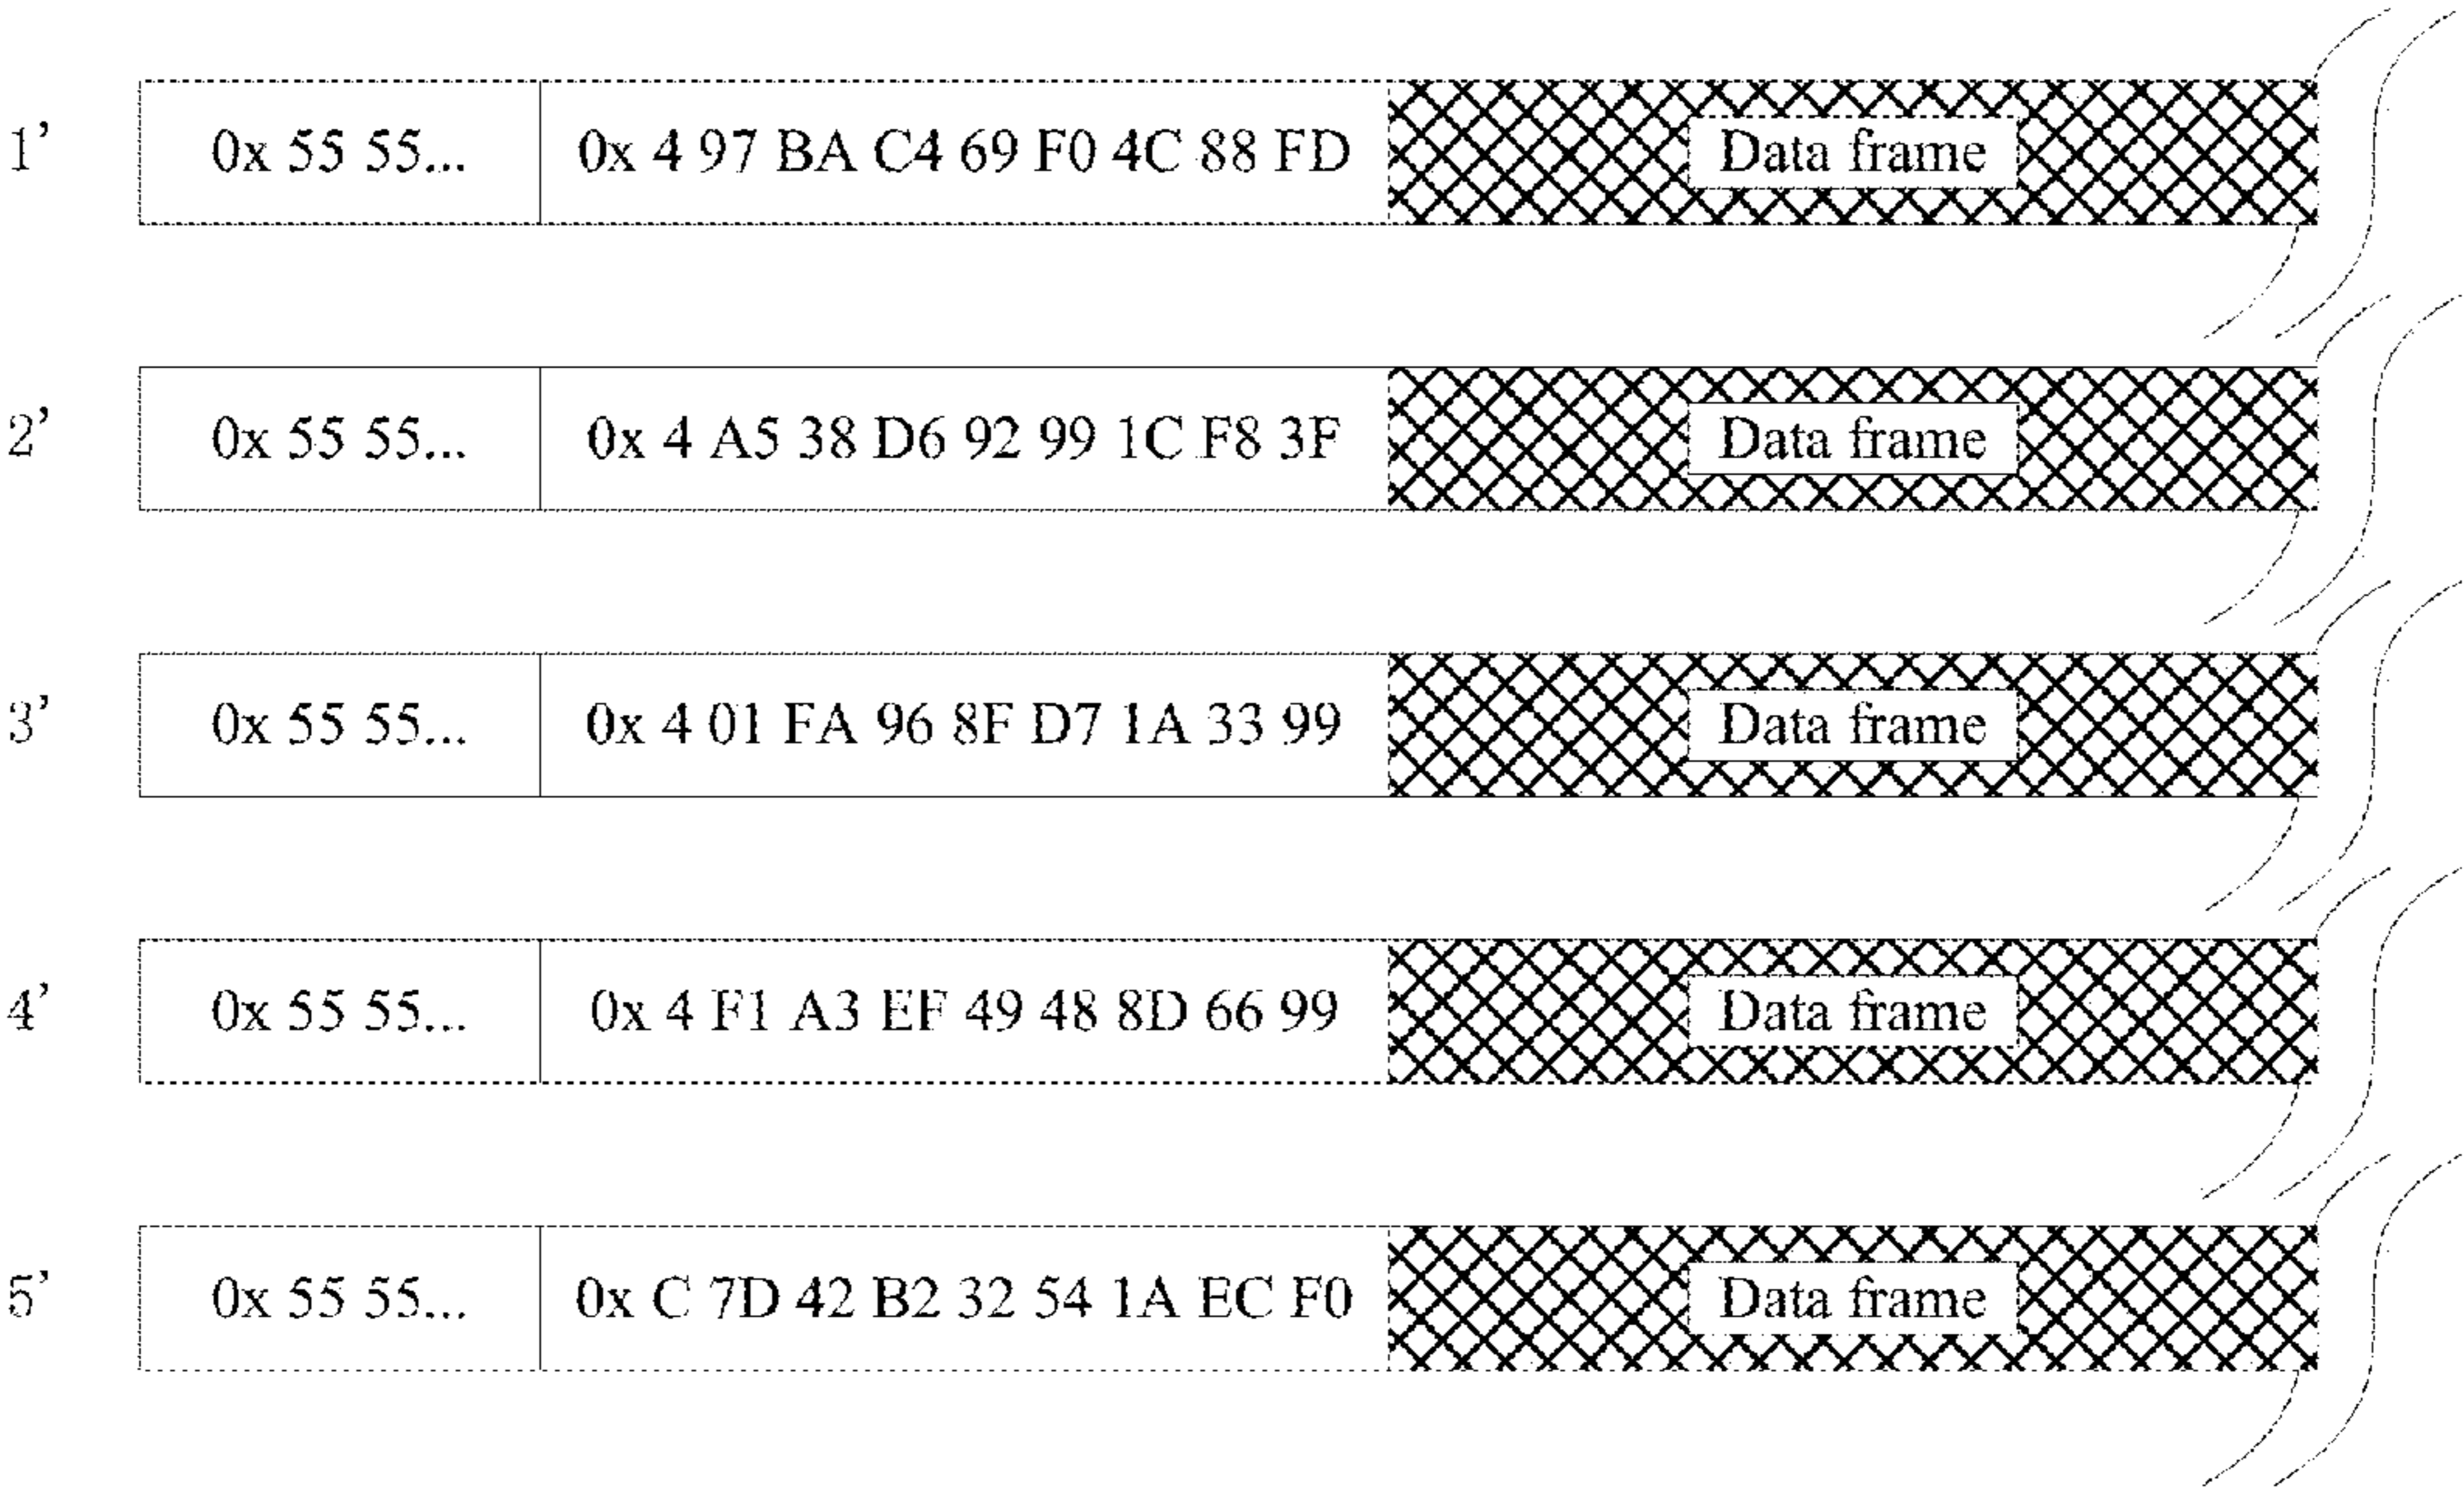 1’ 0x 55 55... 0x 4 97 BA C4 69 F0 4C 88 FD Data frame
2’ 0x 55 55... 0x 4 A5 38 D6 92 99 1C F8 3F Data frame
3’ 0x 55 55... 0x 4 01 FA 96 8F D7 1A 33 99 Data frame
4’ 0x 55 55... 0x 4 F1 A3 EF 49 48 8D 66 99 Data frame
5’ 0x 55 55... 0x C 7D 42 B2 32 54 1A EC F0 Data frame